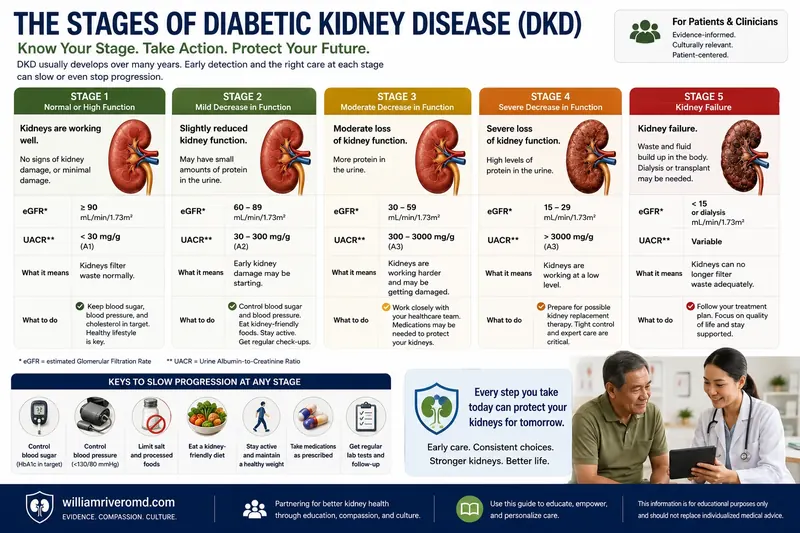 THE STAGES OF DIABETIC KIDNEY DISEASE (DKD)
Know Your Stage. Take Action. Protect Your Future.
DKD usually develops over many years. Early detection and the right care at each stage
can slow or even stop progression.
For Patients & Clinicians
Evidence-informed.
Culturally relevant.
Patient-centered.
STAGE 1
Normal or High Function
Kidneys are working
well.
No signs of kidney
damage, or minimal
damage.
eGFR*
≥ 90
mL/min/1.73m²
UACR**
< 30 mg/g
(A1)
What it means
Kidneys filter
waste normally.
What to do
Keep blood sugar,
blood pressure, and
cholesterol in target.
Healthy lifestyle
is key.
STAGE 2
Mild Decrease in Function
Slightly reduced
kidney function.
May have small
amounts of protein
in the urine.
eGFR*
60 – 89
mL/min/1.73m²
UACR**
30 – 300 mg/g
(A2)
What it means
Early kidney
damage may be
starting.
What to do
Control blood sugar
and blood pressure.
Eat kidney-friendly
foods. Stay active.
Get regular check-ups.
STAGE 3
Moderate Decrease in Function
Moderate loss
of kidney function.
More protein in
the urine.
eGFR*
30 – 59
mL/min/1.73m²
UACR**
300 – 3000 mg/g
(A3)
What it means
Kidneys are
working harder
and may be
getting damaged.
What to do
Work closely with
your healthcare team.
Medications may be
needed to protect
your kidneys.
STAGE 4
Severe Decrease in Function
Severe loss
of kidney function.
High levels of
protein in the urine.
eGFR*
15 – 29
mL/min/1.73m²
UACR**
> 3000 mg/g
(A3)
What it means
Kidneys are
working at a low
level.
What to do
Prepare for possible
kidney replacement
therapy. Tight control
and expert care are
critical.
STAGE 5
Kidney Failure
Kidney failure.
Waste and fluid
build up in the body.
Dialysis or transplant
may be needed.
eGFR*
< 15
or dialysis
mL/min/1.73m²
UACR**
Variable
What it means
Kidneys can no
longer filter
waste adequately.
What to do
Follow your treatment
plan. Focus on quality
of life and stay
supported.
* eGFR = estimated Glomerular Filtration Rate ** UACR = Urine Albumin-to-Creatinine Ratio
KEYS TO SLOW PROGRESSION AT ANY STAGE
Control
blood sugar
(HbA1c in target)
Control
blood pressure
(<130/80 mmHg)
Limit salt and
processed foods
Eat a kidney-
friendly diet
Stay active
and maintain
a healthy weight
Take medications
as prescribed
Get regular
lab tests and
follow-up
Every step you take
today can protect your
kidneys for tomorrow.
Early care. Consistent choices.
Stronger kidneys. Better life.
williamriveromd.com
EVIDENCE. COMPASSION. CULTURE.
Partnering for better kidney health
through education, compassion, and culture.
Use this guide to educate, empower,
and personalize care.
This information is for educational purposes only
and should not replace individualized medical advice.